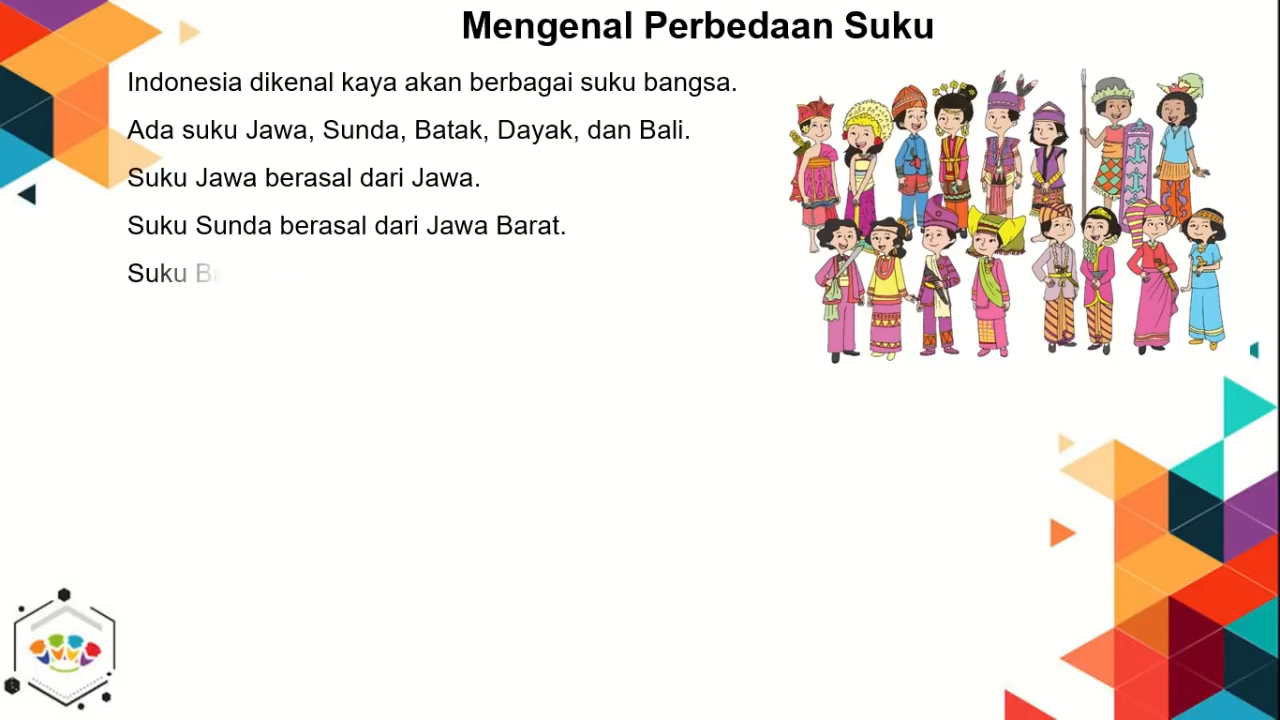 Mengenal Perbedaan Suku
Indonesia dikenal kaya akan berbagai suku bangsa.
Ada suku Jawa, Sunda, Batak, Dayak, dan Bali.
Suku Jawa berasal dari Jawa.
Suku Sunda berasal dari Jawa Barat.
Suku